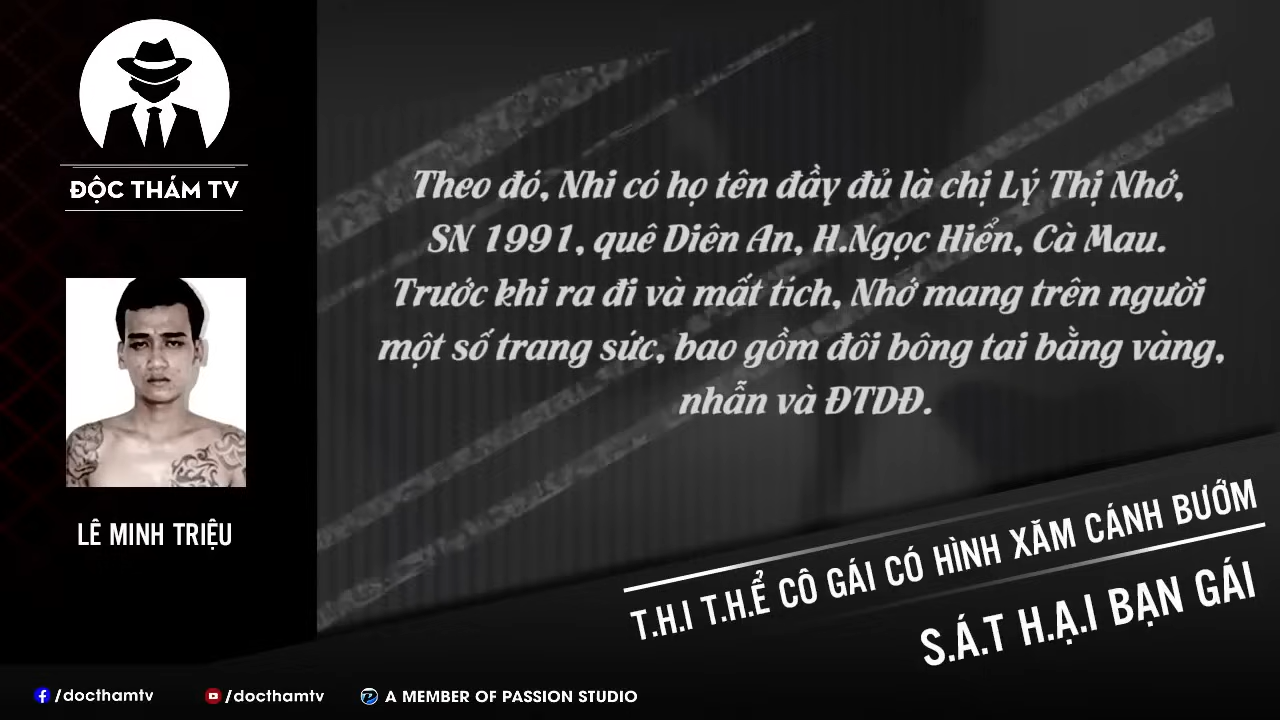 ĐỘC THÁM TV
LÊ MINH TRIỆU
Theo đó, Nhi có họ tên đầy đủ là chị Lý Thị Nhớ,
SN 1991, quê Diên An, H.Ngọc Hiển, Cà Mau.
Trước khi ra đi và mất tích, Nhớ mang trên người
một số trang sức, bao gồm đôi bông tai bằng vàng,
nhẫn và ĐTDĐ.
T.H.I T.H.Ể CÔ GÁI CÓ HÌNH XĂM CÁNH BƯỚM
S.Á.T H.Ạ.I BẠN GÁI
/docthamtv
/docthamtv
A MEMBER OF PASSION STUDIO